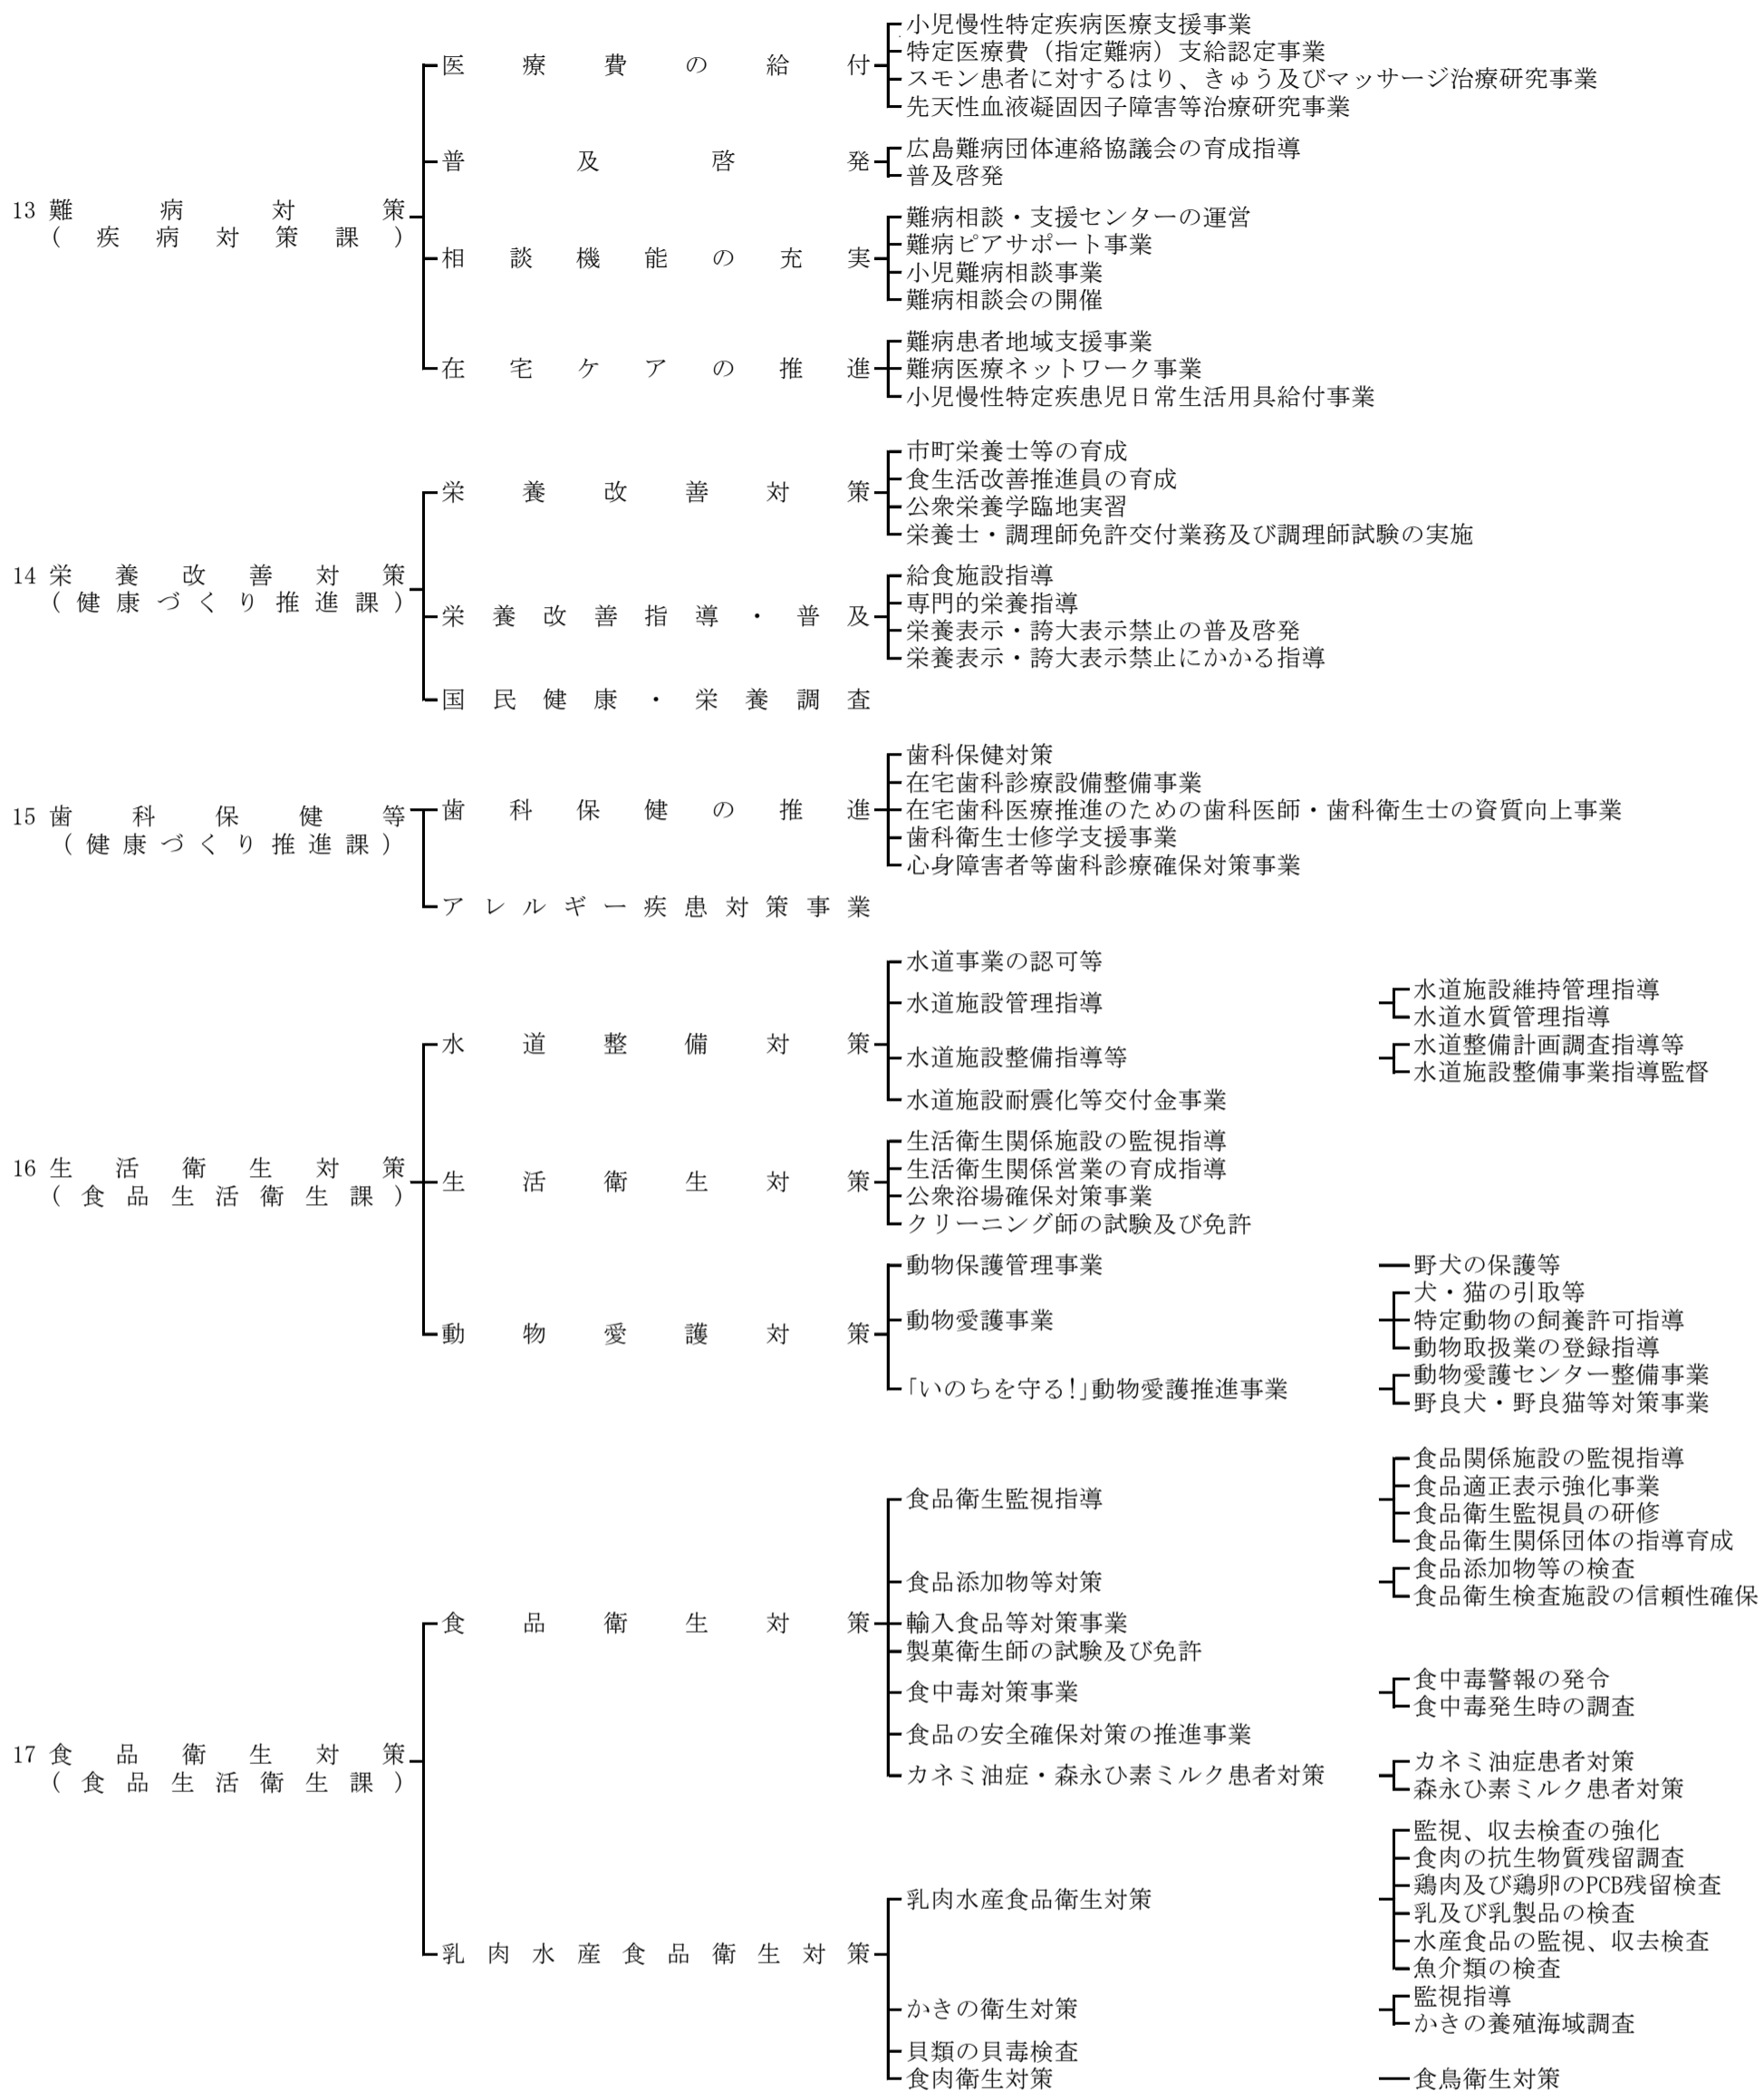 13 難病対策
(疾病対策課)
医療費の給付
小児慢性特定疾病医療支援事業
特定医療費（指定難病）支給認定事業
スモン患者に対するはり、きゅう及びマッサージ治療研究事業
先天性血液凝固因子障害等治療研究事業
普及啓発
広島難病団体連絡協議会の育成指導
普及啓発
相談機能の充実
難病相談・支援センターの運営
難病ピアサポート事業
小児難病相談事業
難病相談会の開催
在宅ケアの推進
難病患者地域支援事業
難病医療ネットワーク事業
小児慢性特定疾患児日常生活用具給付事業
14 栄養改善対策
(健康づくり推進課)
栄養改善対策
市町栄養士等の育成
食生活改善推進員の育成
公衆栄養学臨地実習
栄養士・調理師免許交付業務及び調理師試験の実施
栄養改善指導・普及
給食施設指導
専門的栄養指導
栄養表示・誇大表示禁止の普及啓発
栄養表示・誇大表示禁止にかかる指導
国民健康・栄養調査
15 歯科保健等
(健康づくり推進課)
歯科保健の推進
歯科保健対策
在宅歯科診療設備整備事業
在宅歯科医療推進のための歯科医師・歯科衛生士の資質向上事業
歯科衛生士修学支援事業
心身障害者等歯科診療確保対策事業
アレルギー疾患対策事業
16 生活衛生対策
(食品生活衛生課)
水道整備対策
水道事業の認可等
水道施設管理指導
水道施設維持管理指導
水道水質管理指導
水道施設整備指導等
水道整備計画調査指導等
水道施設整備事業指導監督
水道施設耐震化等交付金事業
生活衛生対策
生活衛生関係施設の監視指導
生活衛生関係営業の育成指導
公衆浴場確保対策事業
クリーニング師の試験及び免許
動物愛護対策
動物保護管理事業
野犬の保護等
動物愛護事業
犬・猫の引取等
特定動物の飼養許可指導
動物取扱業の登録指導
「いのちを守る!」動物愛護推進事業
動物愛護センター整備事業
野良犬・野良猫等対策事業
17 食品衛生対策
(食品生活衛生課)
食品衛生対策
食品衛生監視指導
食品関係施設の監視指導
食品適正表示強化事業
食品衛生監視員の研修
食品衛生関係団体の指導育成
食品添加物等対策
食品添加物等の検査
食品衛生検査施設の信頼性確保
輸入食品等対策事業
製菓衛生師の試験及び免許
食中毒対策事業
食中毒警報の発令
食中毒発生時の調査
食品の安全確保対策の推進事業
カネミ油症・森永ひ素ミルク患者対策
カネミ油症患者対策
森永ひ素ミルク患者対策
乳肉水産食品衛生対策
乳肉水産食品衛生対策
監視、収去検査の強化
食肉の抗生物質残留調査
鶏肉及び鶏卵のPCB残留検査
乳及び乳製品の検査
水産食品の監視、収去検査
魚介類の検査
かきの衛生対策
監視指導
かきの養殖海域調査
貝類の貝毒検査
食肉衛生対策
食鳥衛生対策